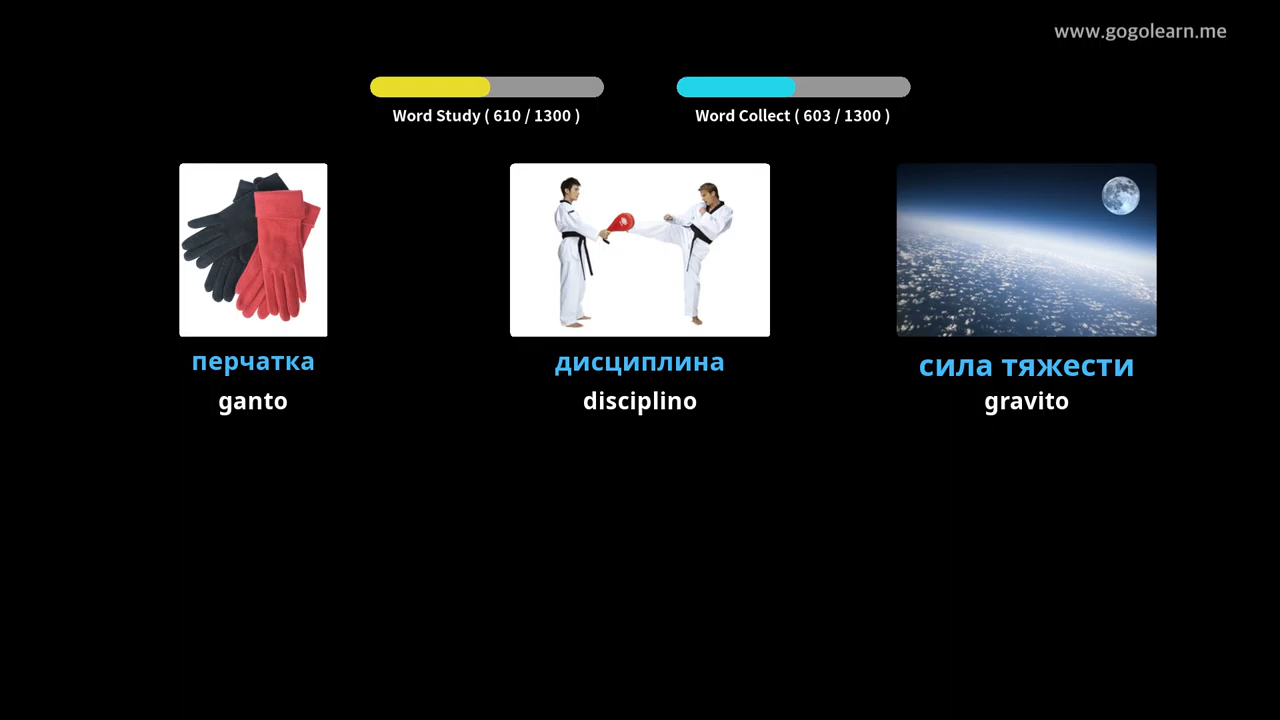 www.gogolearn.me
Word Study ( 610 / 1300 )
Word Collect ( 603 / 1300 )
перчатка
дисциплина
сила тяжести
ganto
disciplino
gravito